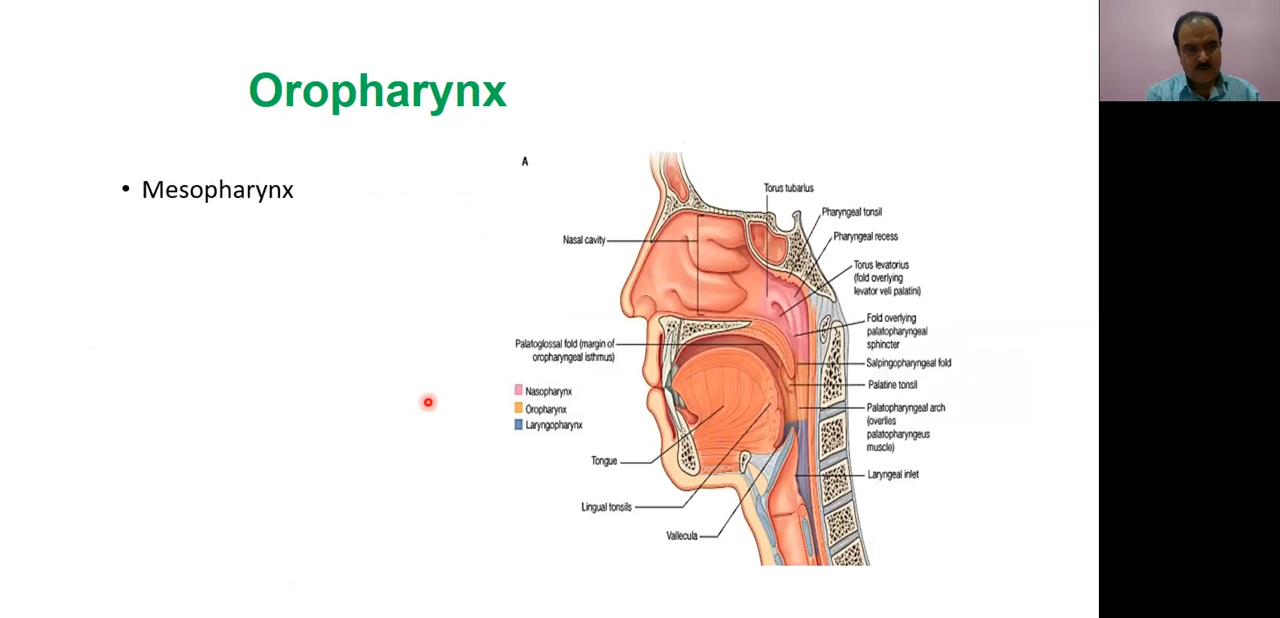 Oropharynx
• Mesopharynx
A
Torus tubarius
Pharyngeal tonsil
Pharyngeal recess
Nasal cavity
Torus levatorius
(fold overlying
levator veli palatini)
Fold overlying
palatopharyngeal
sphincter
Palatoglossal fold (margin of
oropharyngeal isthmus)
Salpingopharyngeal fold
Palatine tonsil
Nasopharynx
Oropharynx
Laryngopharynx
Palatopharyngeal arch
(overlies
palatopharyngeus
muscle)
Tongue
Laryngeal inlet
Lingual tonsils
Vallecula